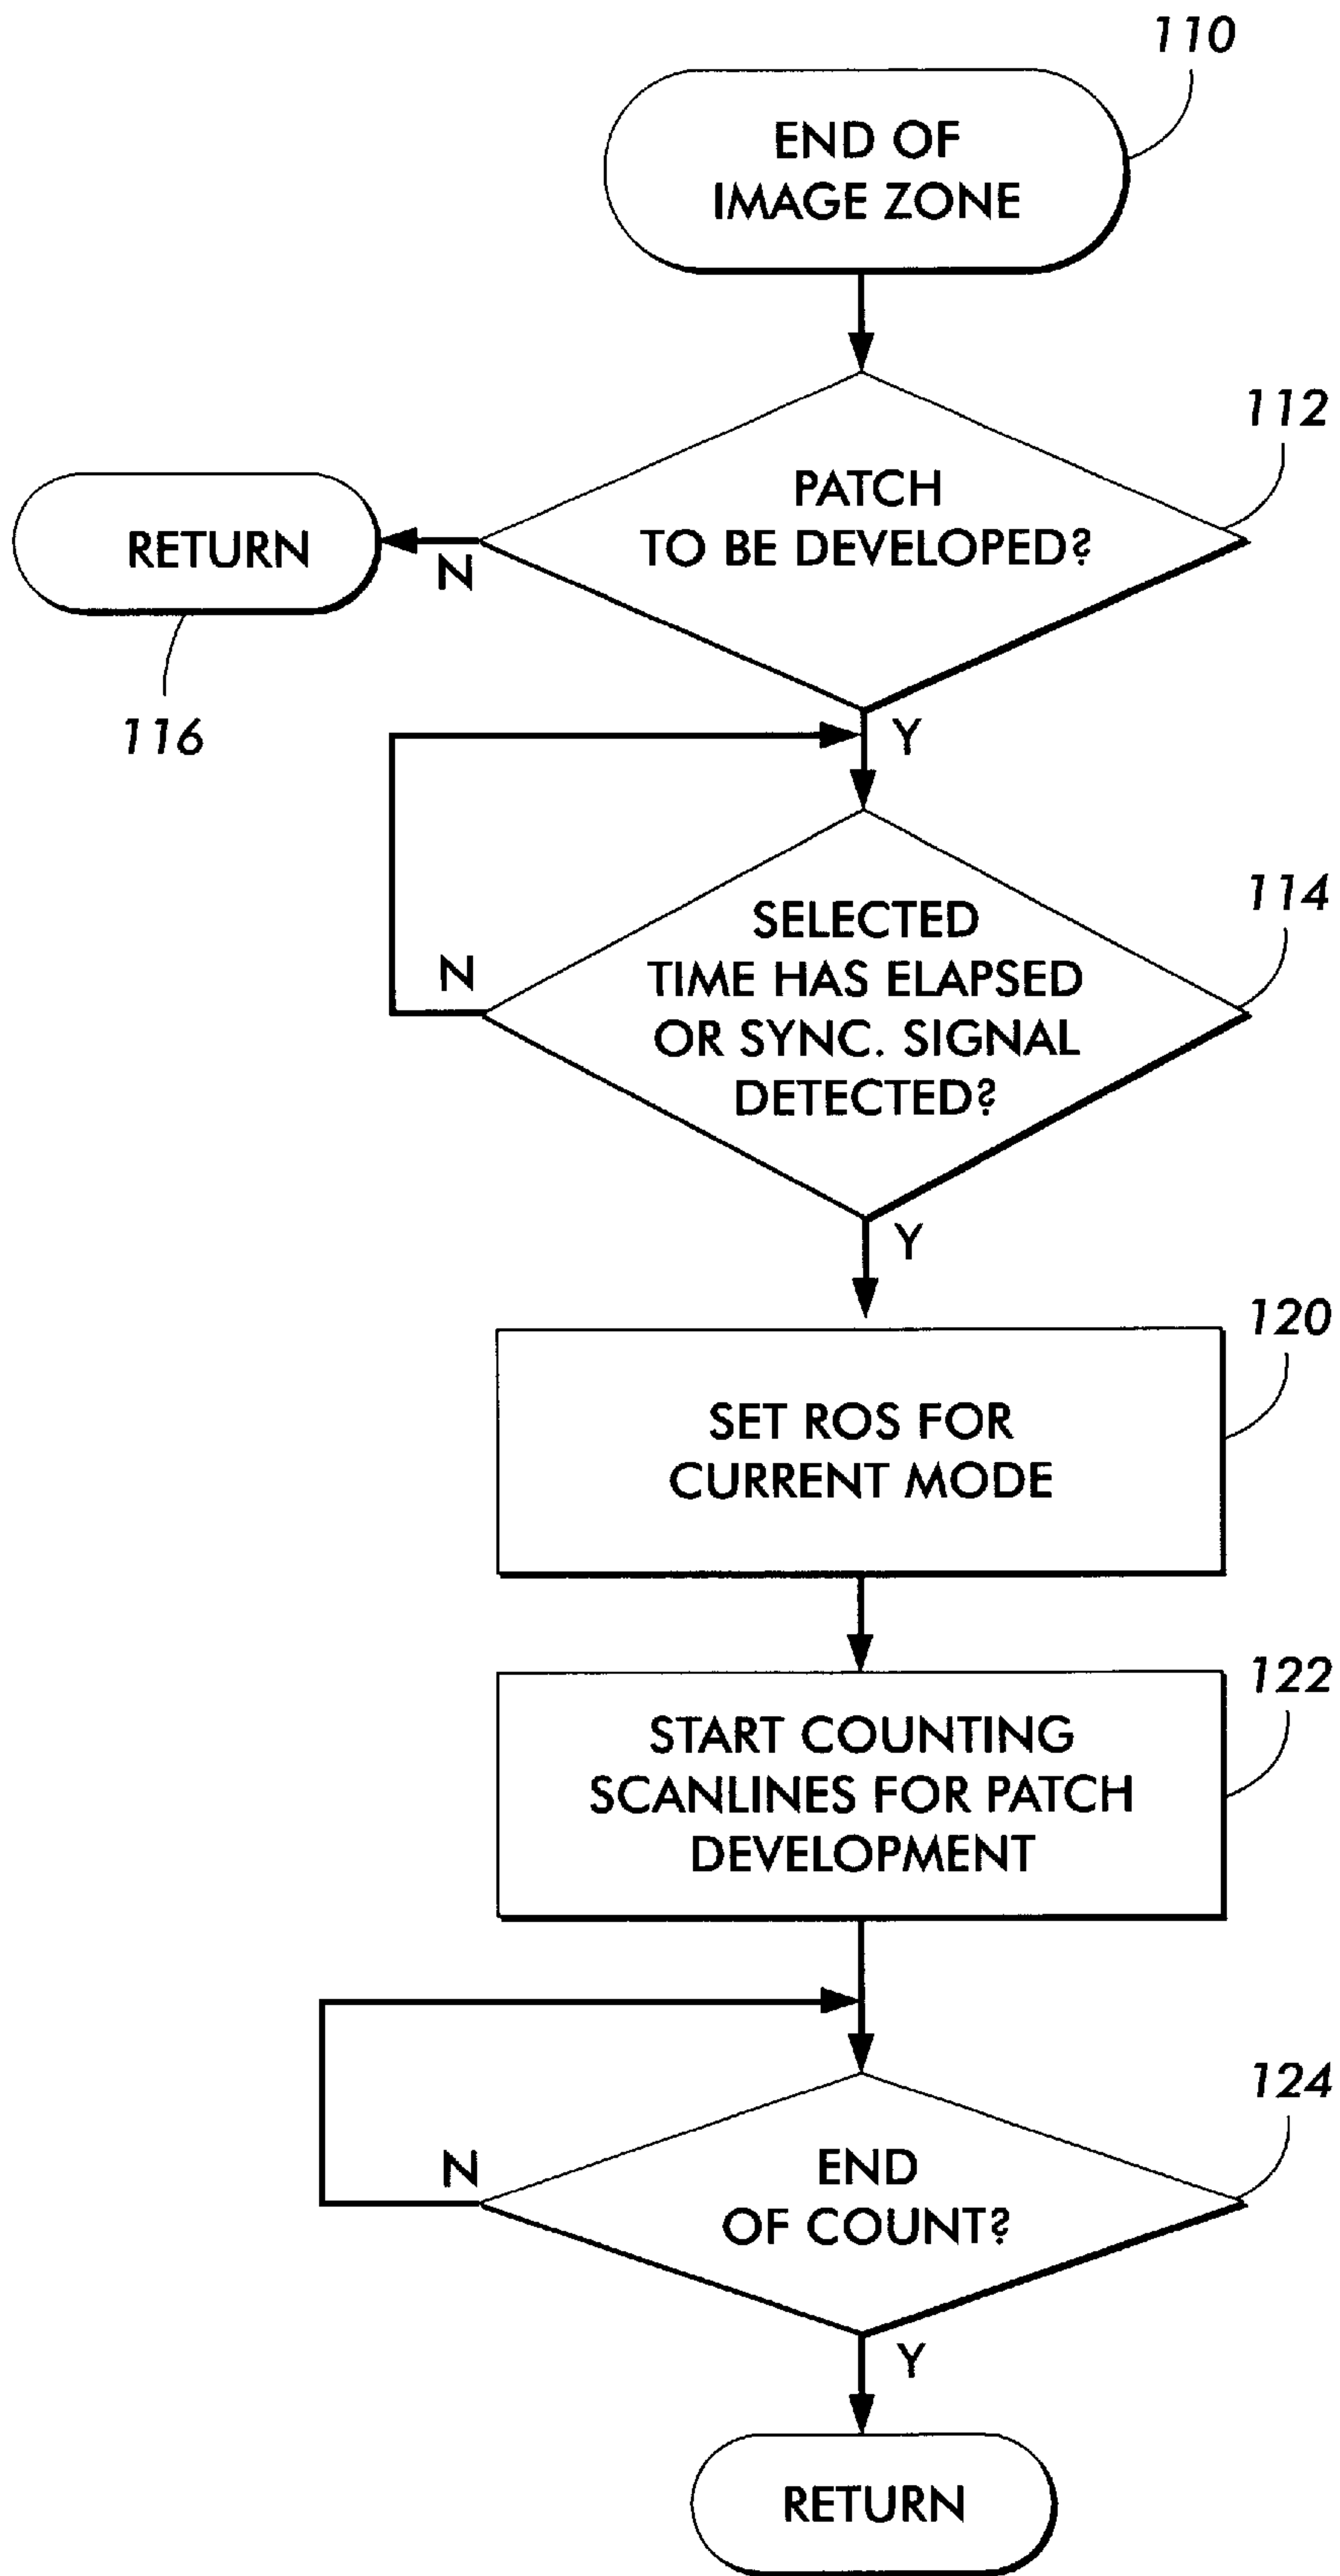 110
END OF
IMAGE ZONE
112
PATCH
TO BE DEVELOPED?
RETURN
N
116
Y
114
SELECTED
TIME HAS ELAPSED
OR SYNC. SIGNAL
DETECTED?
N
Y
120
SET ROS FOR
CURRENT MODE
122
START COUNTING
SCANLINES FOR PATCH
DEVELOPMENT
124
N
END
OF COUNT?
Y
RETURN